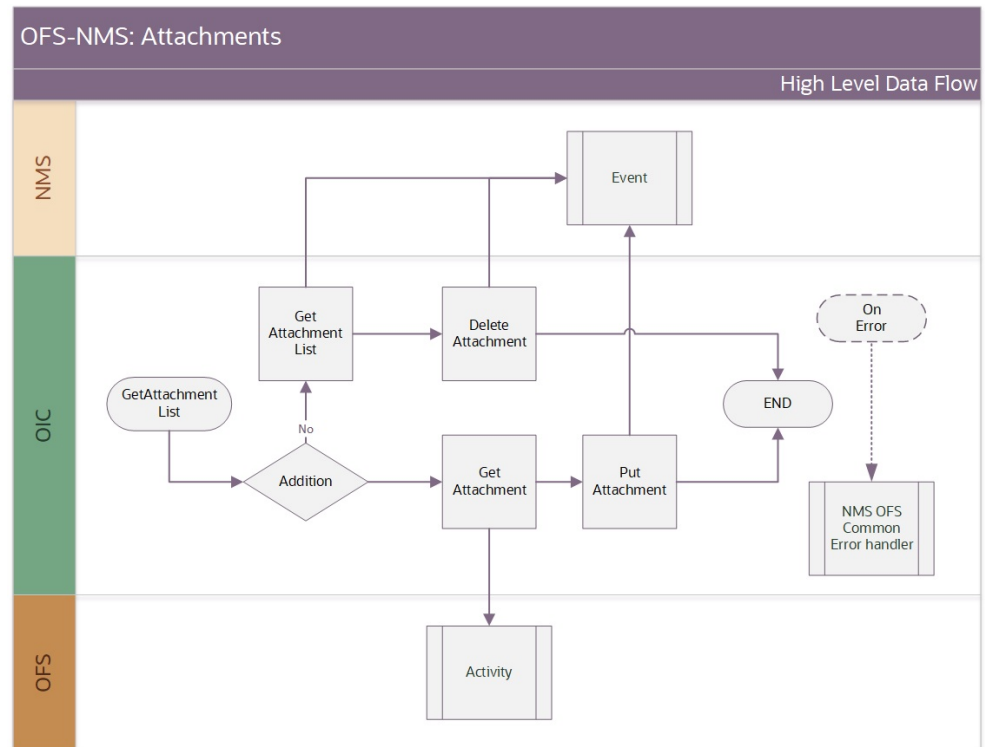 OFS-NMS: Attachments
High Level Data Flow
NMS
Event
OIC
Get
Attachment
List
Delete
Attachment
On
Error
GetAttachment
List
END
No
Addition
Get
Attachment
Put
Attachment
NMS OFS
Common
Error handler
OFS
Activity